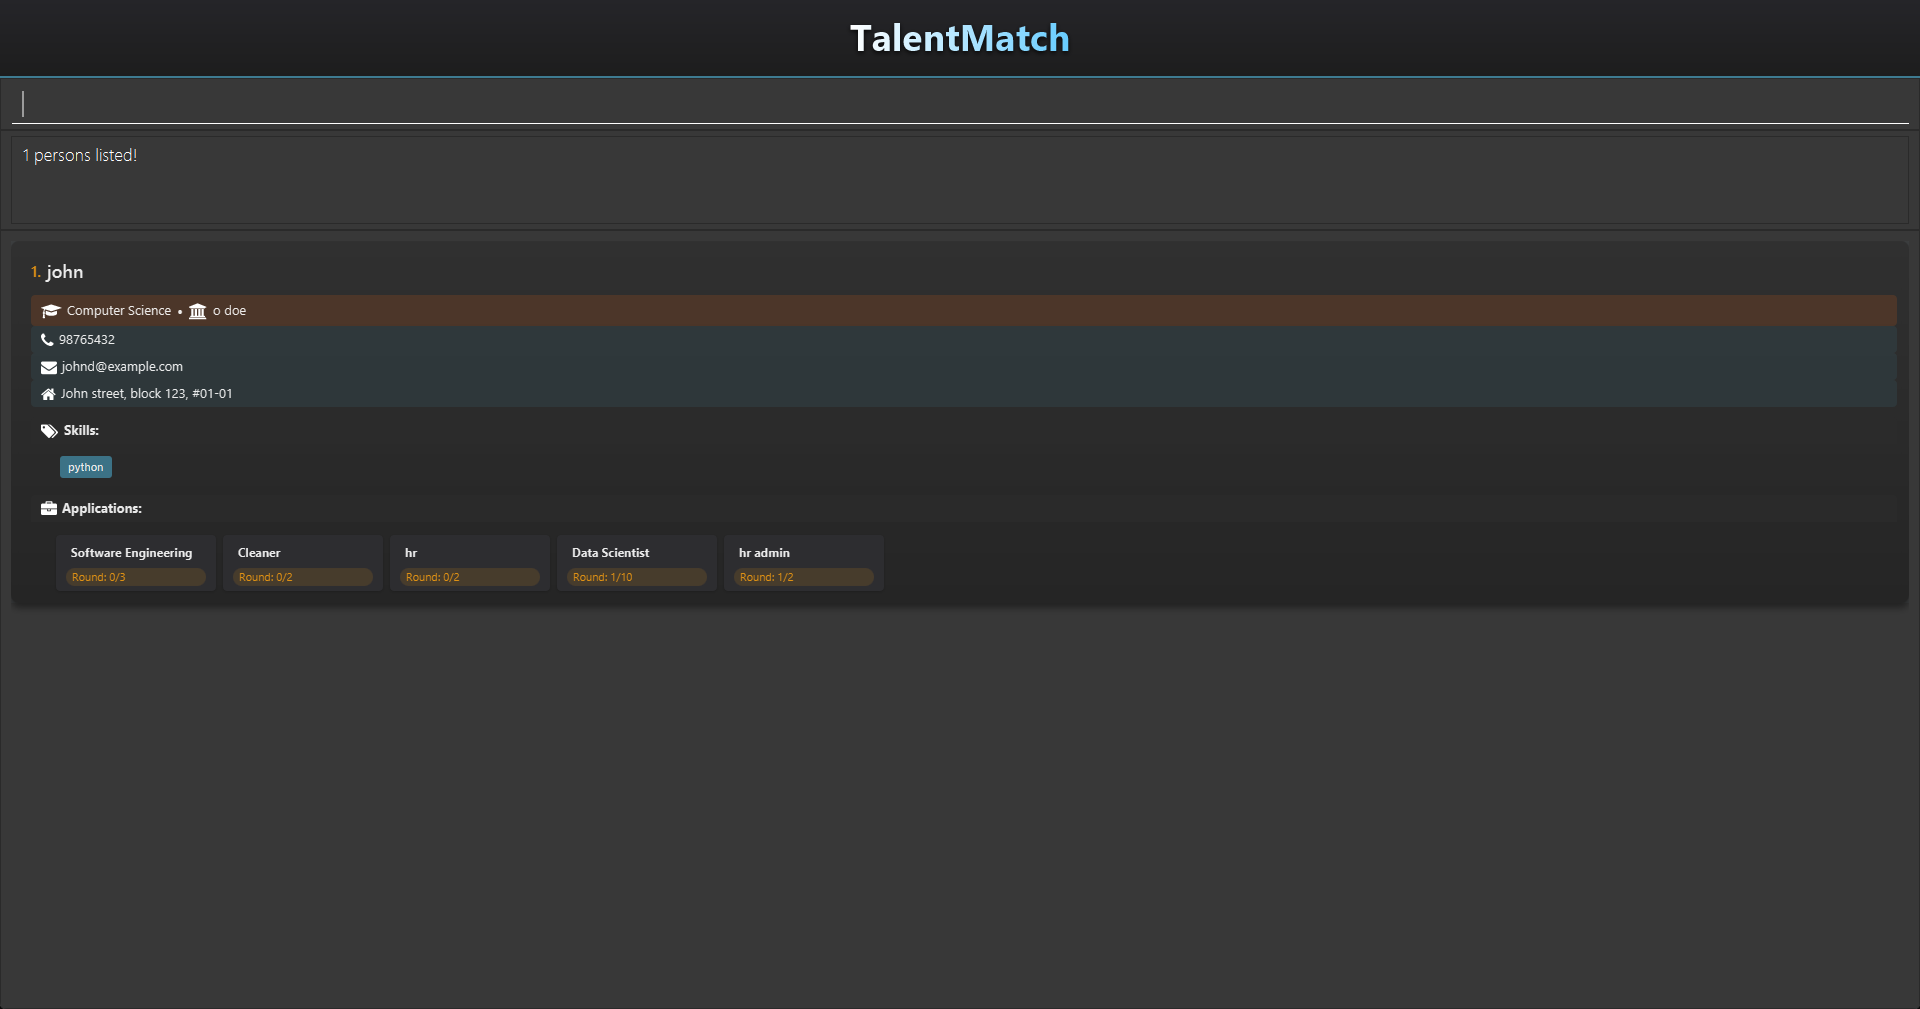 TalentMatch
1 persons listed!
1. john
Computer Science • o doe
98765432
johnd@example.com
John street, block 123, #01-01
Skills:
python
Applications:
Software Engineering Cleaner hr Data Scientist hr admin
Round: 0/3 Round: 0/2 Round: 0/2 Round: 1/10 Round: 1/2